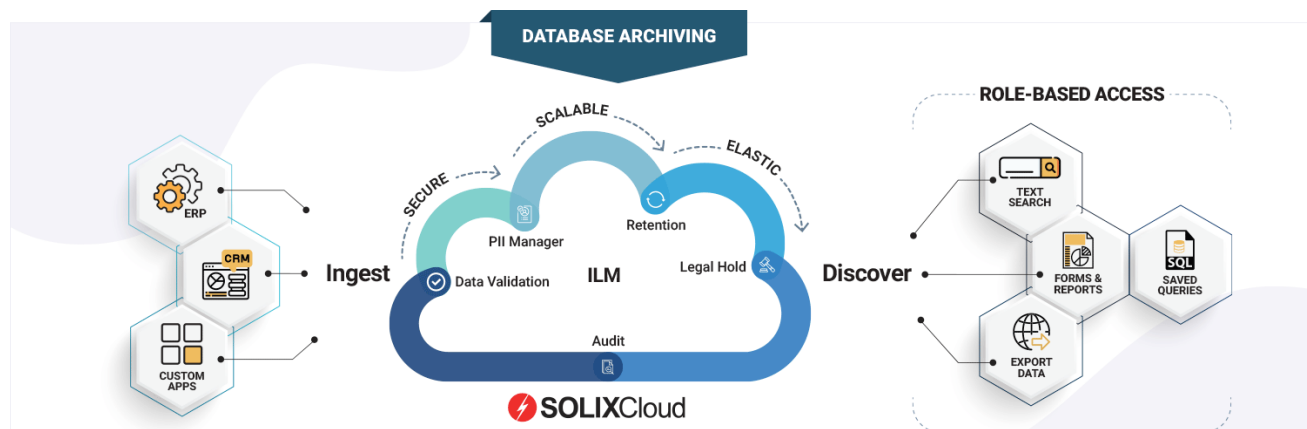 DATABASE ARCHIVING
ERP
CRM
CUSTOM
APPS
Ingest
SECURE
SCALABLE
ELASTIC
PII Manager
Retention
Data Validation
ILM
Legal Hold
Audit
SOLIXCloud
Discover
ROLE-BASED ACCESS
TEXT
SEARCH
FORMS &
REPORTS
SQL
SAVED
QUERIES
EXPORT
DATA